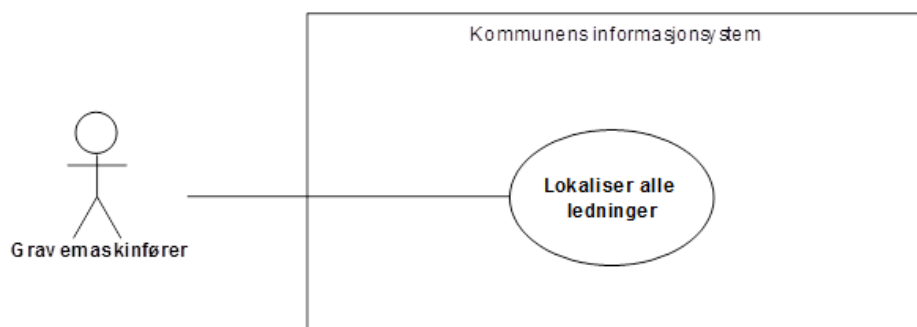 Kommunens informasjonsystem
Lokaliser alle
ledninger
Gravemaskinfører